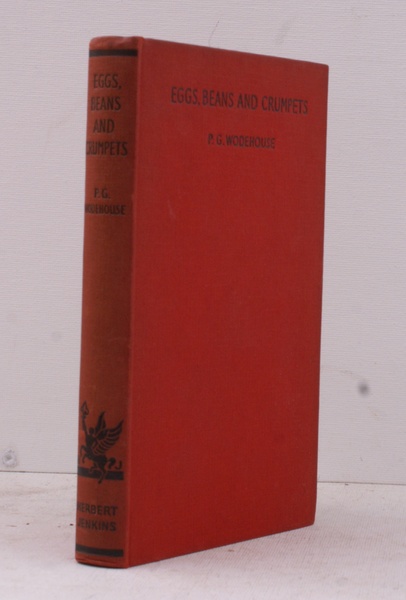 EGGS,
BEANS
AND
CRUMPETS
P.G.
WODEHOUSE
HERBERT
JENKINS
EGGS, BEANS AND CRUMPETS
P. G. WODEHOUSE